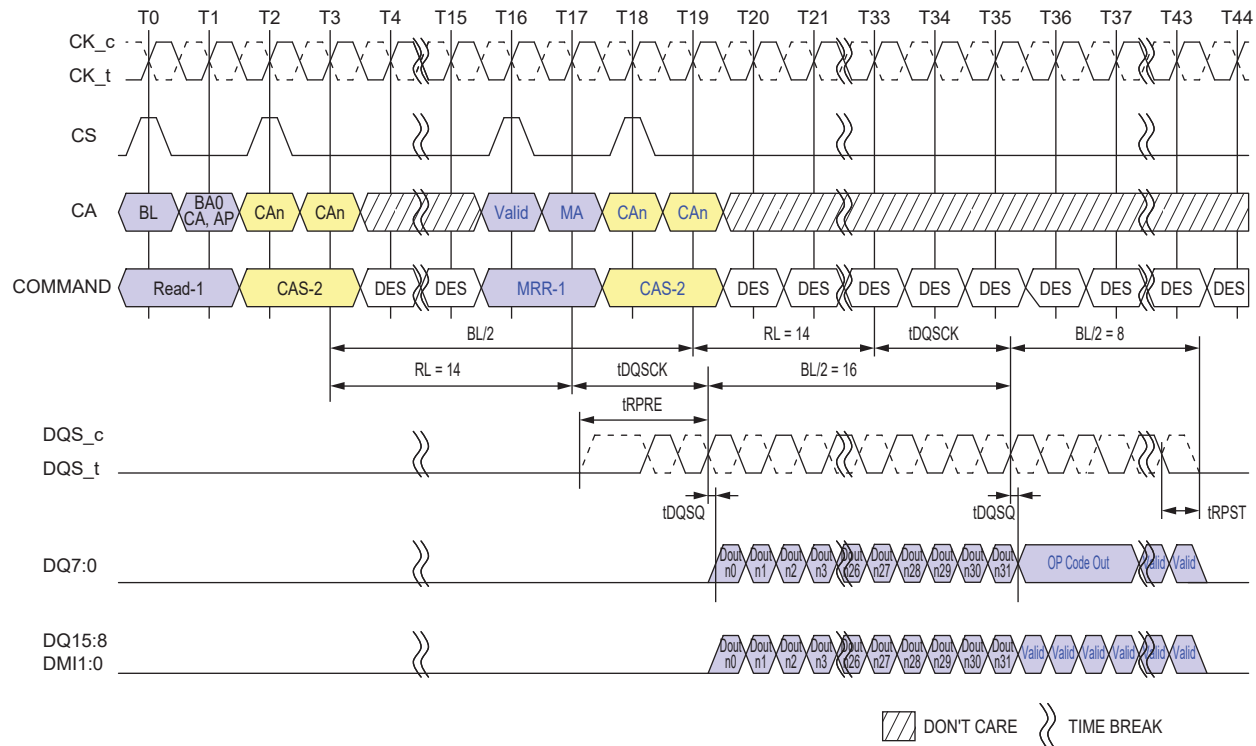 T0 T1 T2 T3 T4 T15 T16 T17 T18 T19 T20 T21 T33 T34 T35 T36 T37 T43 T44
CK_c
CK_t
CS
CA
BL
BA0
CA, AP
CAn CAn Valid MA CAn CAn
COMMAND Read-1 CAS-2 DES DES MRR-1 CAS-2 DES DES DES DES DES DES DES DES DES
BL/2 RL = 14 tDQSCK BL/2 = 8
RL = 14 tDQSCK BL/2 = 16
tRPRE
DQS_c
DQS_t
tDQSQ tDQSQ tRPST
DQ7:0
Dout Dout Dout Dout Dout Dout Dout Dout Dout Dout
n0 n1 n2 n3 n26 n27 n28 n29 n30 n31
OP Code Out Valid Valid
DQ15:8
DMI1:0
Dout Dout Dout Dout Dout Dout Dout Dout Dout Dout
n0 n1 n2 n3 n26 n27 n28 n29 n30 n31
Valid Valid Valid Valid Valid Valid
DON'T CARE TIME BREAK